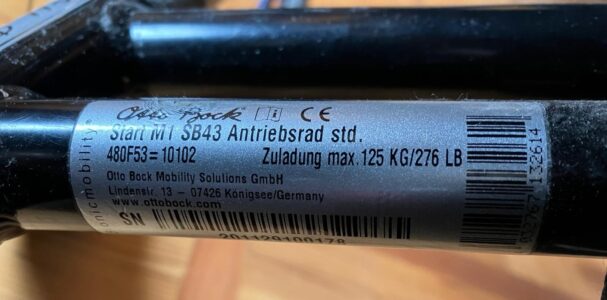 Otto Bock CE
Start M1 SB43 Antriebsrad std.
480F53=10102 Zuladung max.125 KG/276 LB
Otto Bock Mobility Solutions GmbH
Lindenstr. 13 – 07426 Königsee/Germany
www.ottobock.com
SN
201129100178